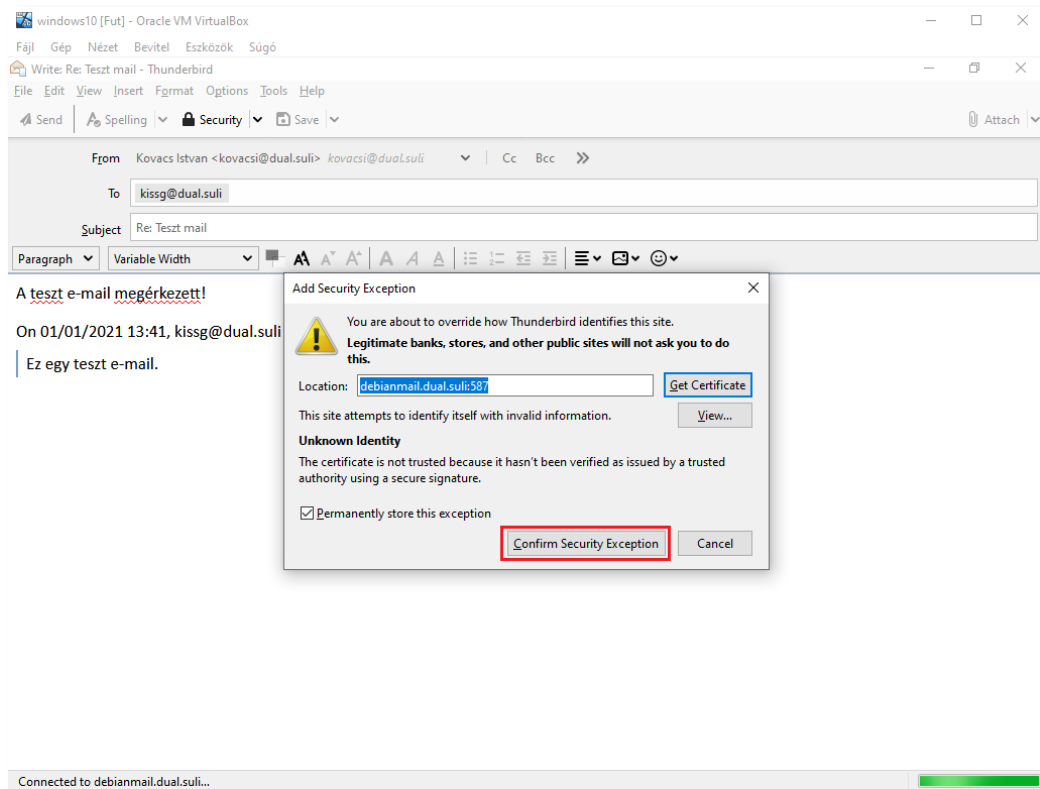 windows10 [Fut] - Oracle VM VirtualBox
Fájl Gép Nézet Bevitel Eszközök Súgó
Write: Re: Teszt mail - Thunderbird
File Edit View Insert Format Options Tools Help
Send Spelling Security Save Attach
From Kovacs Istvan <kovacsi@dual.suli> kovacsi@dual.suli Cc Bcc
To kissg@dual.suli
Subject Re: Teszt mail
Paragraph Variable Width
A teszt e-mail megérkezett!
On 01/01/2021 13:41, kissg@dual.suli
Ez egy teszt e-mail.
Add Security Exception
You are about to override how Thunderbird identifies this site.
Legitimate banks, stores, and other public sites will not ask you to do
this.
Location: debianmail.dual.suli:587 Get Certificate
This site attempts to identify itself with invalid information. View...
Unknown Identity
The certificate is not trusted because it hasn't been verified as issued by a trusted
authority using a secure signature.
Permanently store this exception
Confirm Security Exception Cancel
Connected to debianmail.dual.suli...